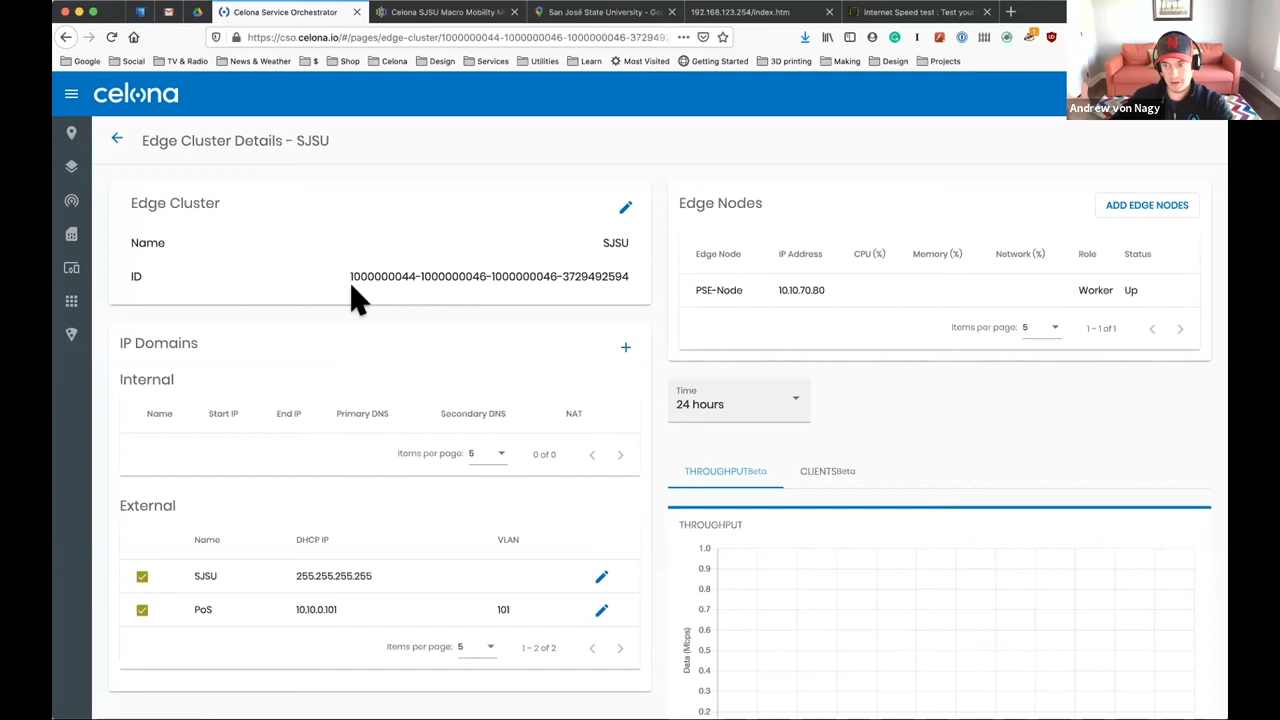 Celona Service Orchestrator
Celona SJSU Macro Mobility M
San José State University - Go
192.168.123.254/index.htm
Internet Speed test : Test your
https://cso.celona.io/#/pages/edge-cluster/1000000044-1000000046-1000000046-37294925
Google Social TV & Radio News & Weather $ Shop Celona Design Services Utilities Learn Most Visited Getting Started 3D printing Making Design Projects
celona
Andrew von Nagy
Edge Cluster Details - SJSU
Edge Cluster
Name SJSU
ID 1000000044-1000000046-1000000046-3729492594
IP Domains
+
Internal
Name Start IP End IP Primary DNS Secondary DNS NAT
Items per page: 5 0 of 0
External
Name DHCP IP VLAN
SJSU 255.255.255.255
PoS 10.10.0.101 101
Items per page: 5 1 - 2 of 2
Edge Nodes
ADD EDGE NODES
Edge Node IP Address CPU (%) Memory (%) Network (%) Role Status
PSE-Node 10.10.70.80 Worker Up
Items per page: 5 1 - 1 of 1
Time
24 hours
THROUGHPUTBeta CLIENTSBeta
THROUGHPUT
1.0
0.9
0.8
0.7
0.6
0.5
0.4
0.3
0.2
Data (Mbps)